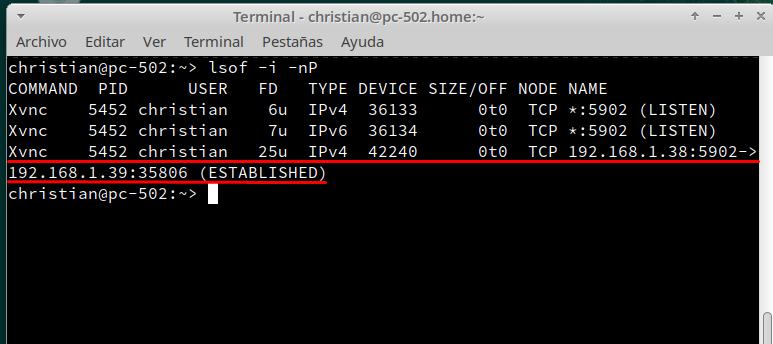 Terminal - christian@pc-502.home:~
Archivo Editar Ver Terminal Pestañas Ayuda
christian@pc-502:~> lsof -i -nP
COMMAND  PID      USER   FD   TYPE DEVICE SIZE/OFF NODE NAME
Xvnc    5452 christian    6u  IPv4  36133      0t0  TCP *:5902 (LISTEN)
Xvnc    5452 christian    7u  IPv6  36134      0t0  TCP *:5902 (LISTEN)
Xvnc    5452 christian   25u  IPv4  42240      0t0  TCP 192.168.1.38:5902->
192.168.1.39:35806 (ESTABLISHED)
christian@pc-502:~>